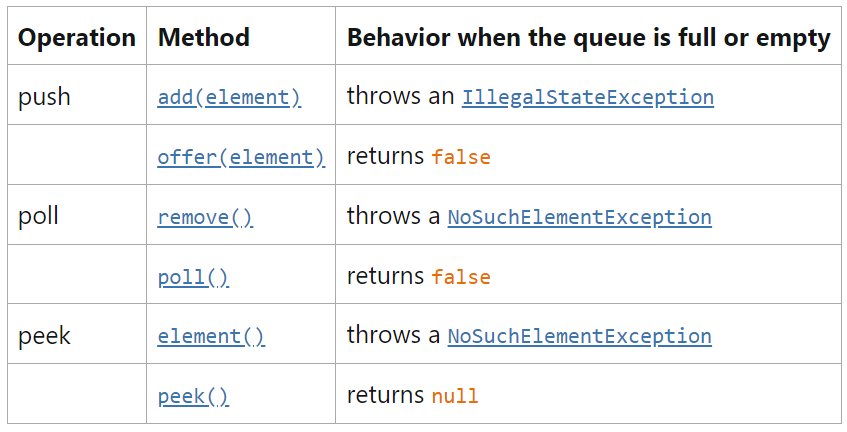 Operation Method Behavior when the queue is full or empty
push add(element) throws an IllegalStateException
offer(element) returns false
poll remove() throws a NoSuchElementException
poll() returns false
peek element() throws a NoSuchElementException
peek() returns null